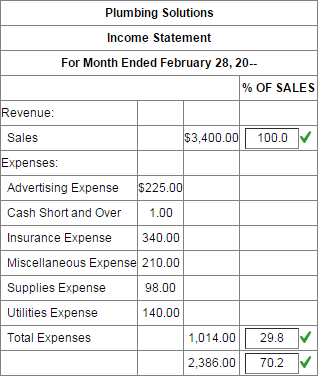 Plumbing Solutions
Income Statement
For Month Ended February 28, 20--
% OF SALES
Revenue:
Sales $3,400.00 100.0
Expenses:
Advertising Expense $225.00
Cash Short and Over 1.00
Insurance Expense 340.00
Miscellaneous Expense 210.00
Supplies Expense 98.00
Utilities Expense 140.00
Total Expenses 1,014.00 29.8
2,386.00 70.2